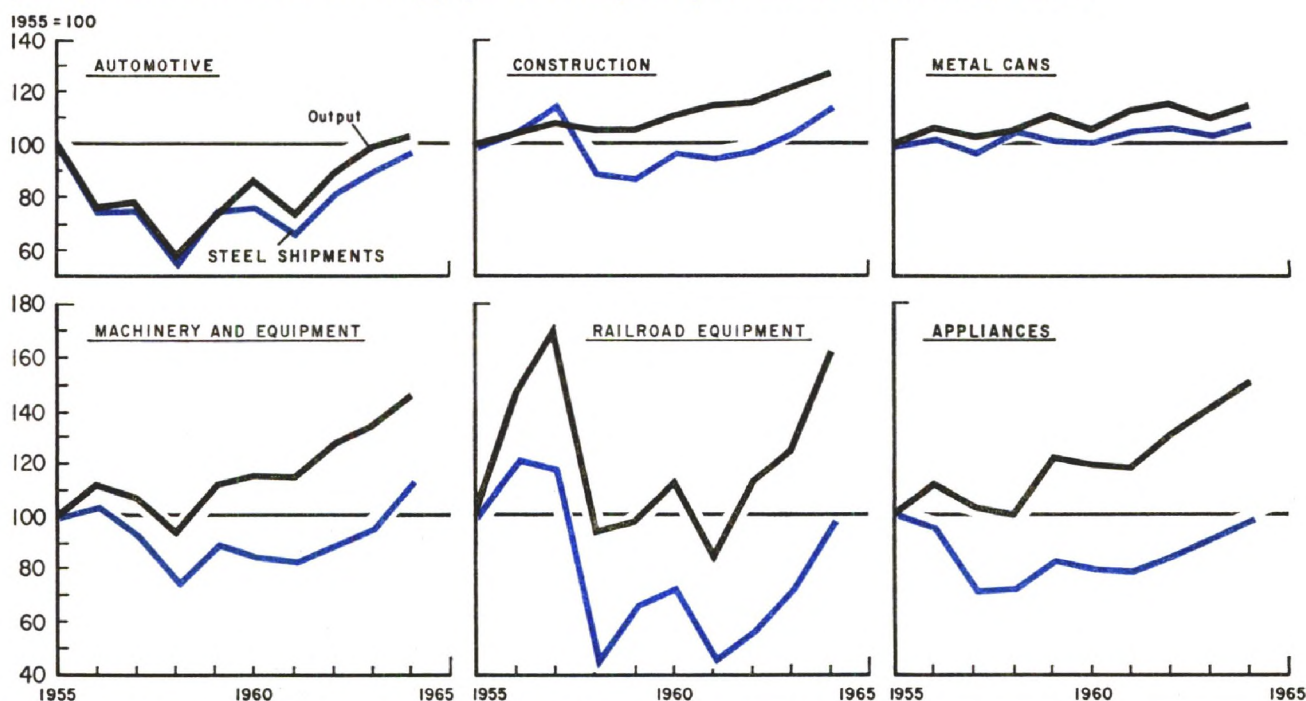 1955 = 100
140
120
100
80
60
AUTOMOTIVE
Output
STEEL SHIPMENTS
CONSTRUCTION
METAL CANS
1965
180
160
140
120
100
80
60
40
MACHINERY AND EQUIPMENT
RAILROAD EQUIPMENT
APPLIANCES
1955
1960
1965
1955
1960
1965
1955
1960
1965